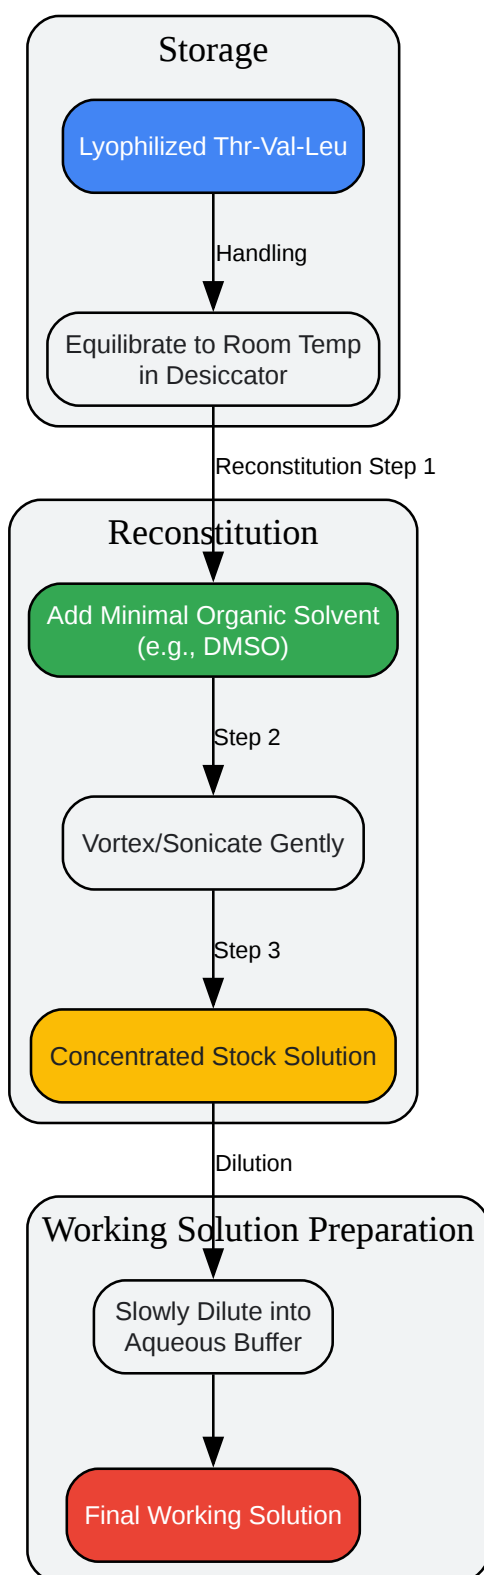 Storage
Lyophilized Thr-Val-Leu
Handling
Equilibrate to Room Temp
in Desiccator
Reconstitution Step 1
Reconstitution
Add Minimal Organic Solvent
(e.g., DMSO)
Step 2
Vortex/Sonicate Gently
Step 3
Concentrated Stock Solution
Dilution
Working Solution Preparation
Slowly Dilute into
Aqueous Buffer
Final Working Solution